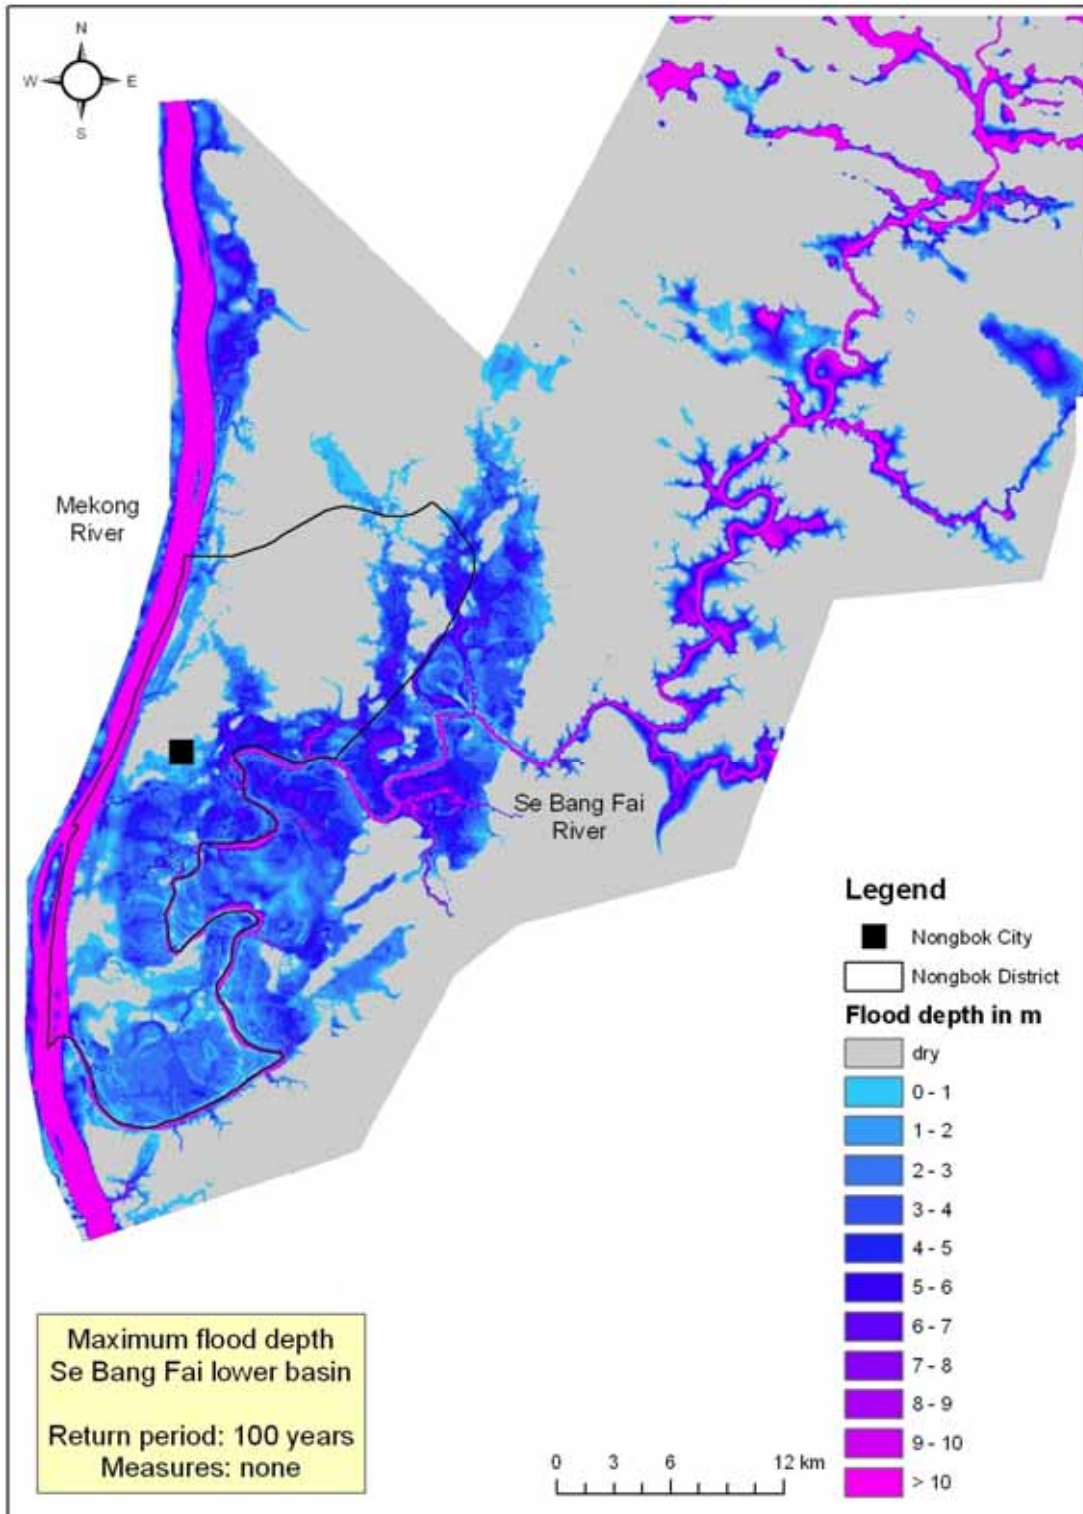 N
W E
S
Mekong
River
Se Bang Fai
River
Legend
Nongbok City
Nongbok District
Flood depth in m
dry
0 - 1
1 - 2
2 - 3
3 - 4
4 - 5
5 - 6
6 - 7
7 - 8
8 - 9
9 - 10
> 10
Maximum flood depth
Se Bang Fai lower basin
Return period: 100 years
Measures: none
0 3 6 12 km